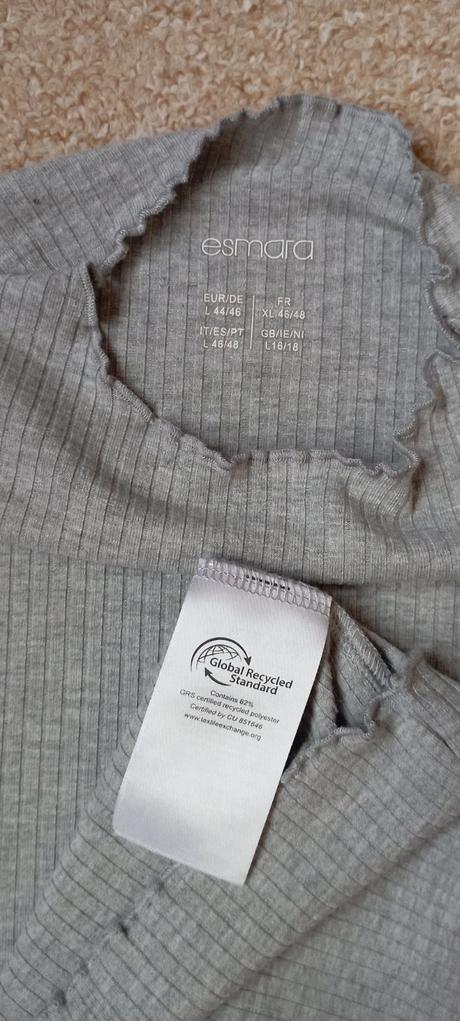 esmara
EUR/DE
L 44/46
FR
XL 46/48
IT/ES/PT
L 46/48
GB/IE/NI
L16/18
Global Recycled
Standard
Contains 62%
GRS certified recycled polyester
Certified by CU 851646
www.textileexchange.org